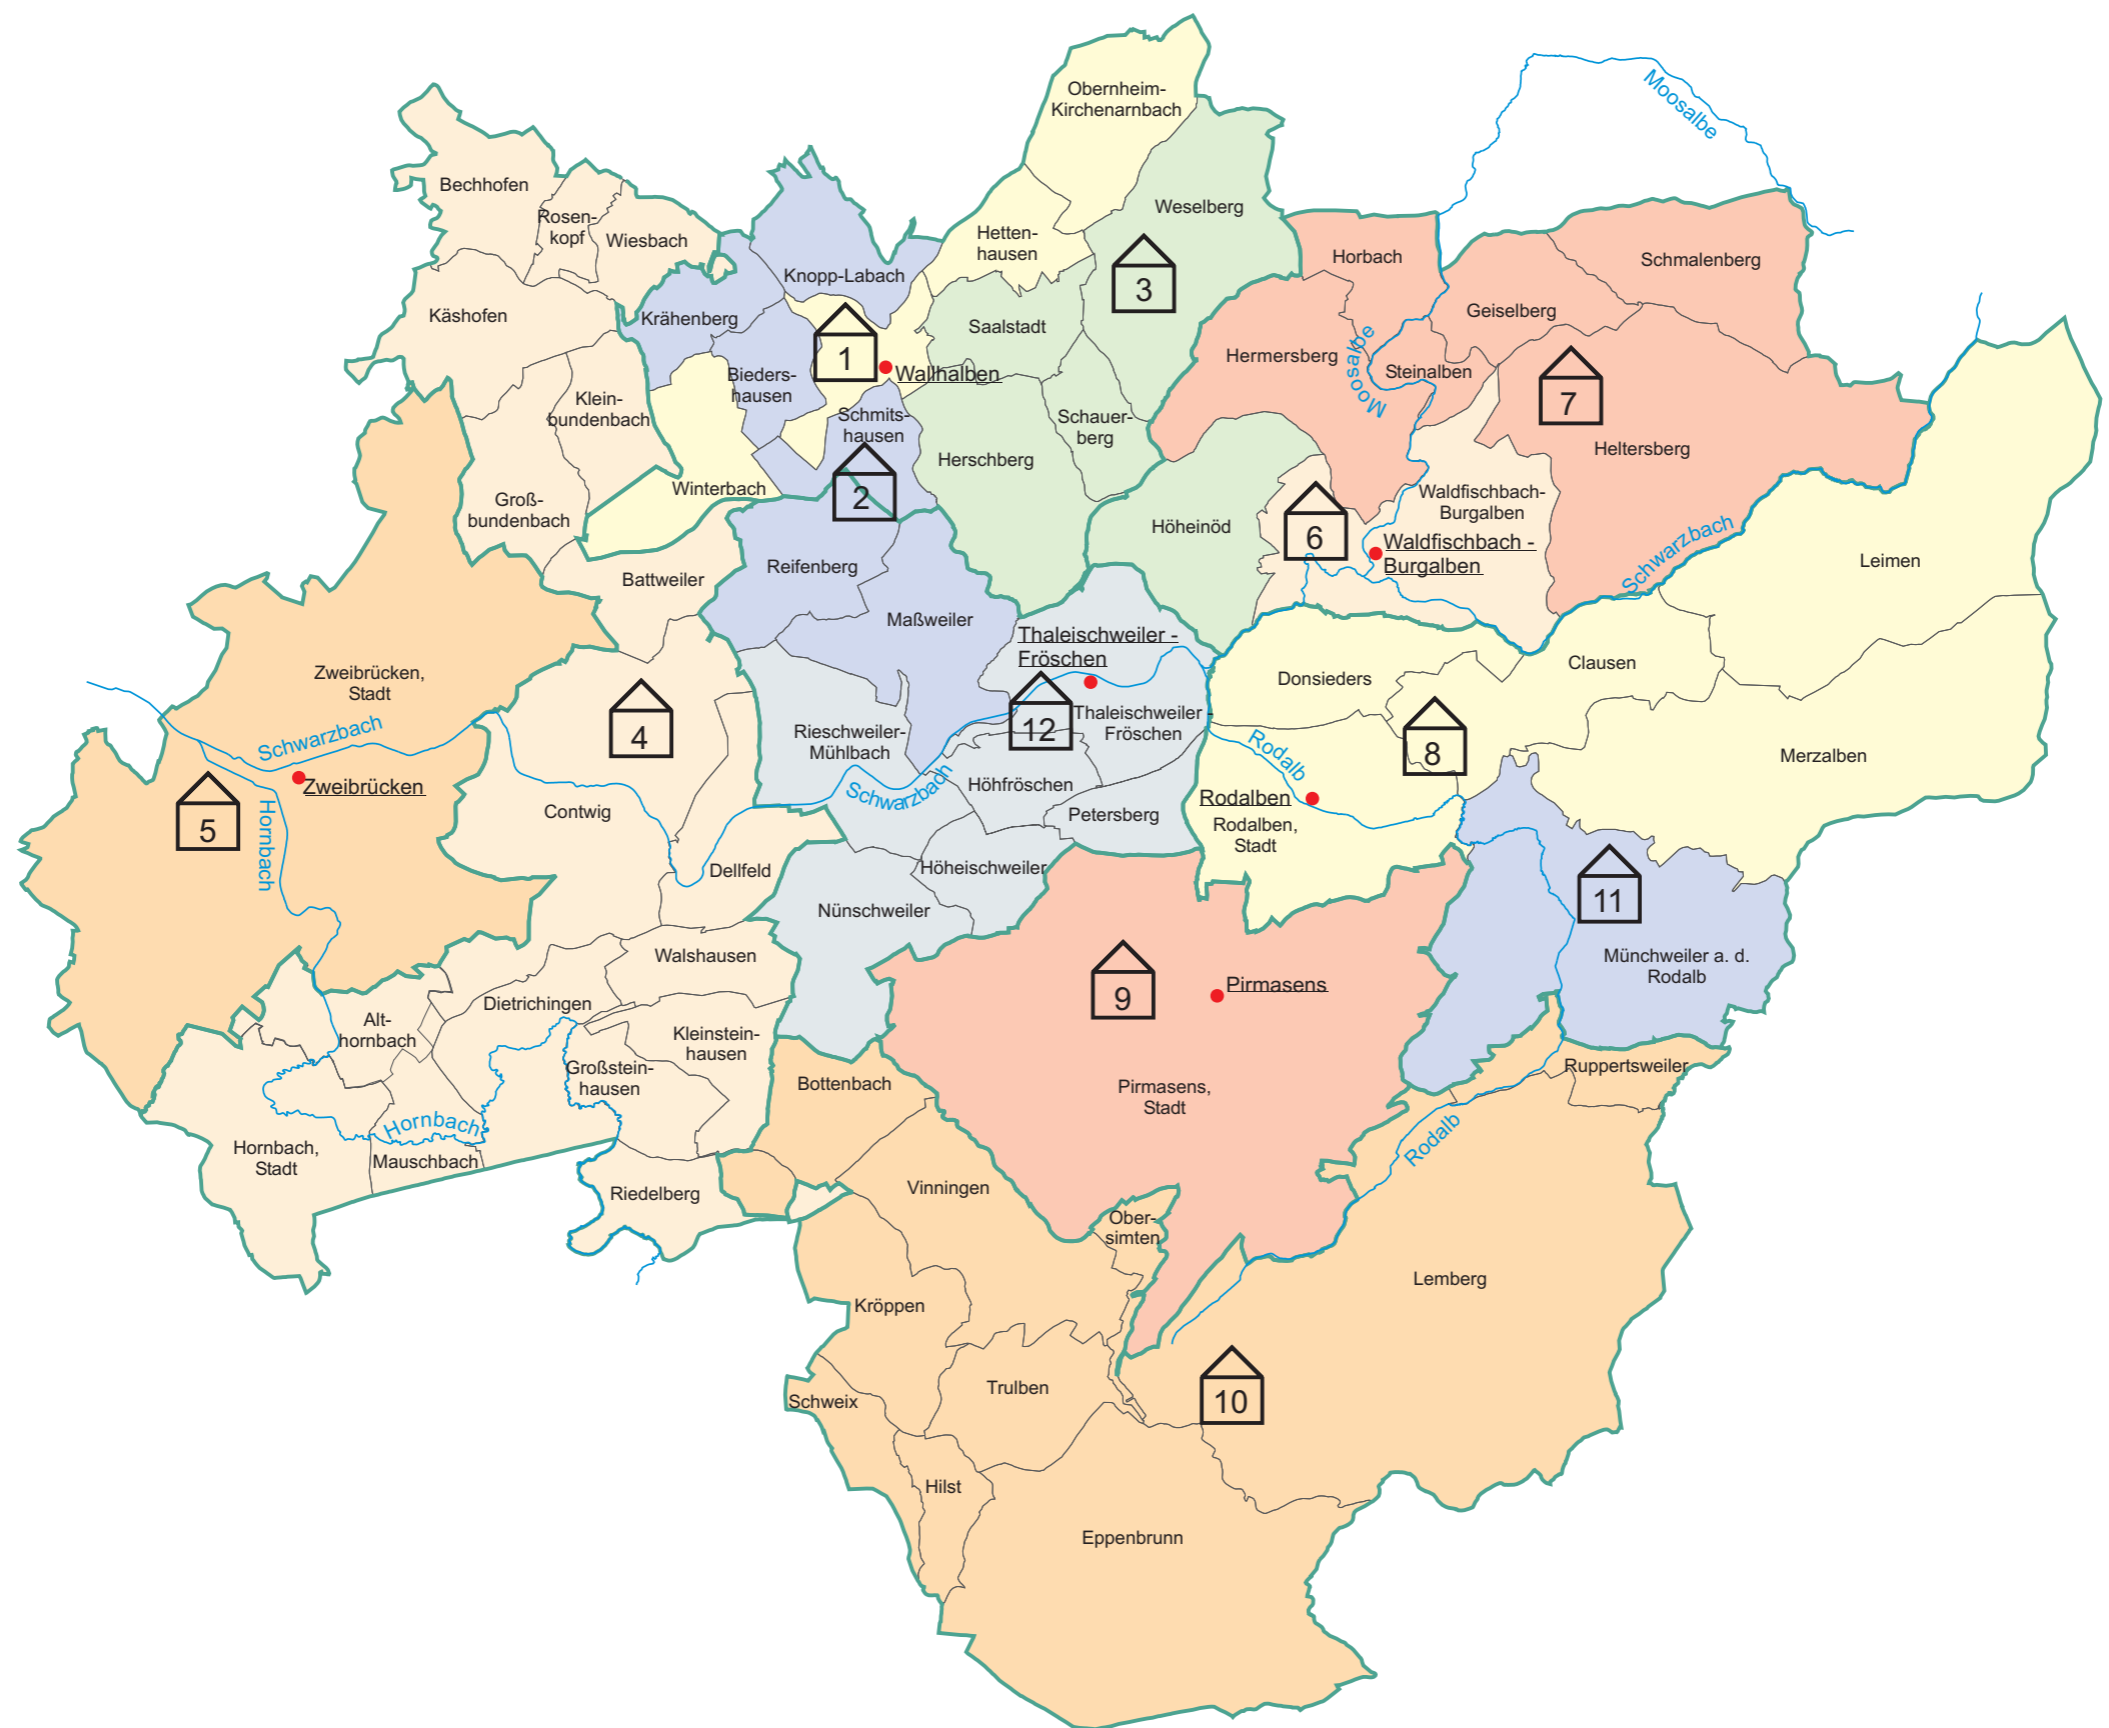 Obernheim-
Kirchenarnbach
Moosalbe
Bechhofen
Rosen-
kopf
Wiesbach
Weselberg
Hetten-
hausen
Horbach
Schmalenberg
Knopp-Labach
3
Geiselberg
Käshofen
Krähenberg
Saalstadt
1
Hermersberg
Moosalbe
Steinalben
Wallhalben
Bieders-
hausen
7
Klein-
bundenbach
Schmits-
hausen
Schauer-
berg
Heltersberg
Herschberg
Winterbach
2
Waldfischbach-
Burgalben
Groß-
bundenbach
Höheinöd
6
Waldfischbach -
Burgalben
Schwarzbach
Leimen
Reifenberg
Battweiler
Maßweiler
Thaleischweiler -
Fröschen
Clausen
Donsieders
Zweibrücken,
Stadt
Schwarzbach
4
Rieschweiler-
Mühlbach
12
Thaleischweiler -
Fröschen
Rodalb
8
Merzalben
Zweibrücken
5
Hornbach
Contwig
Schwarzbach
Höhfröschen
Petersberg
Rodalben
Rodalben,
Stadt
Dellfeld
Höheischweiler
Nünschweiler
11
Walshausen
Münchweiler a. d.
Rodalb
9
Pirmasens
Dietrichingen
Alt-
hornbach
Kleinstein-
hausen
Großstein-
hausen
Bottenbach
Pirmasens,
Stadt
Ruppertsweiler
Hornbach
Rodalb
Hornbach,
Stadt
Mauschbach
Riedelberg
Vinningen
Ober-
simten
Lemberg
Kröppen
Trulben
10
Schweix
Hilst
Eppenbrunn